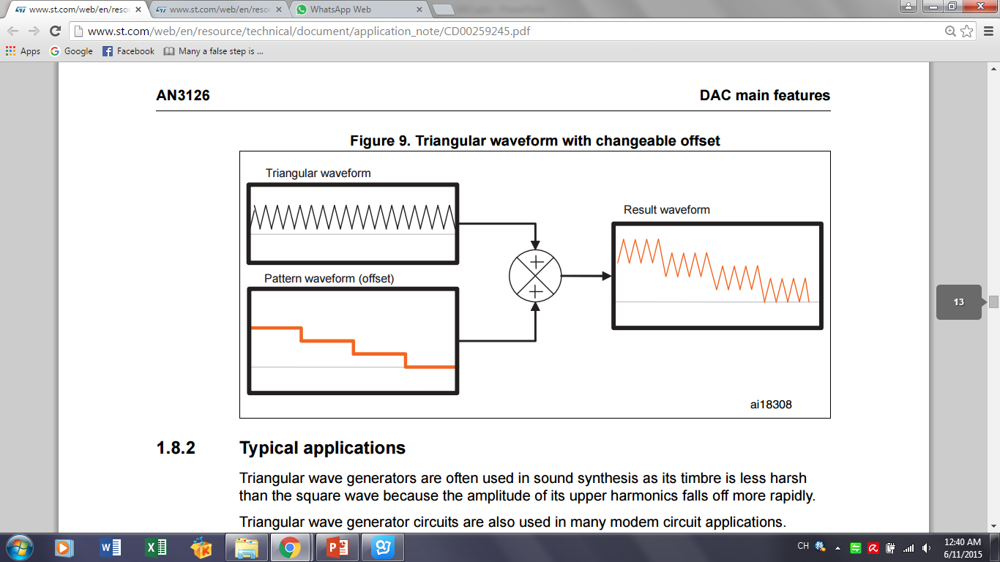 www.st.com/web/en/reso
www.st.com/web/en/reso
WhatsApp Web
www.st.com/web/en/resource/technical/document/application_note/CD00259245.pdf
Apps
Google
Facebook
Many a false step is ...
AN3126
DAC main features
Figure 9. Triangular waveform with changeable offset
Triangular waveform
Result waveform
Pattern waveform (offset)
ai18308
13
1.8.2 Typical applications
Triangular wave generators are often used in sound synthesis as its timbre is less harsh
than the square wave because the amplitude of its upper harmonics falls off more rapidly.
Triangular wave generator circuits are also used in many modem circuit applications.
CH
12:40 AM
6/11/2015